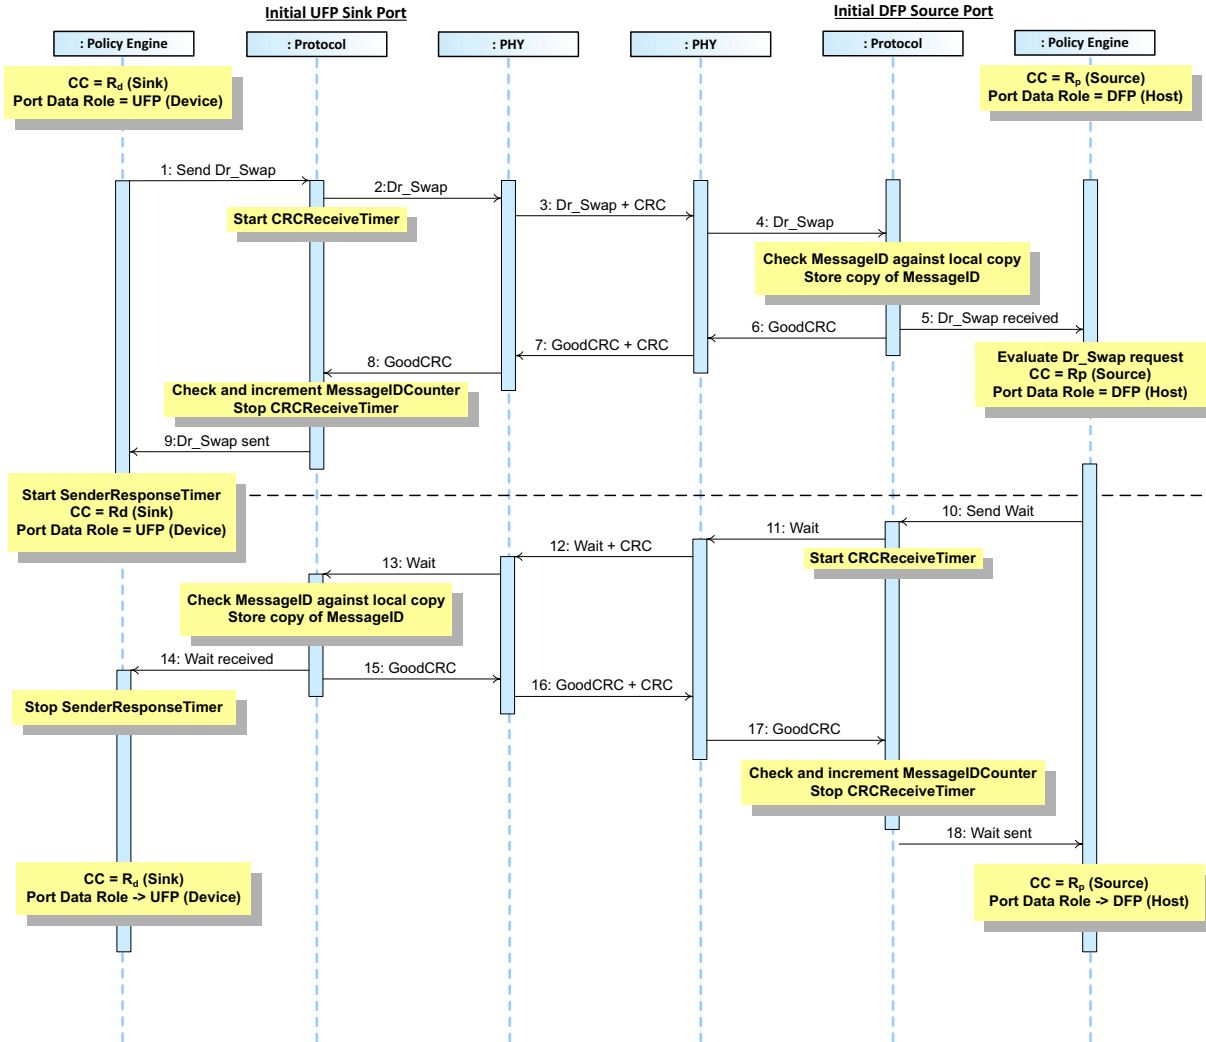 Initial UFP Sink Port
Initial DFP Source Port
: Policy Engine
: Protocol
: PHY
: PHY
: Protocol
: Policy Engine
CC = Rd (Sink)
Port Data Role = UFP (Device)
CC = Rp (Source)
Port Data Role = DFP (Host)
1: Send Dr_Swap
2:Dr_Swap
Start CRCReceiveTimer
3: Dr_Swap + CRC
4: Dr_Swap
Check MessageID against local copy
Store copy of MessageID
5: Dr_Swap received
6: GoodCRC
7: GoodCRC + CRC
8: GoodCRC
Evaluate Dr_Swap request
CC = Rp (Source)
Port Data Role = DFP (Host)
Check and increment MessageIDCounter
Stop CRCReceiveTimer
9:Dr_Swap sent
Start SenderResponseTimer
CC = Rd (Sink)
Port Data Role = UFP (Device)
10: Send Wait
11: Wait
Start CRCReceiveTimer
12: Wait + CRC
13: Wait
Check MessageID against local copy
Store copy of MessageID
14: Wait received
15: GoodCRC
16: GoodCRC + CRC
Stop SenderResponseTimer
17: GoodCRC
Check and increment MessageIDCounter
Stop CRCReceiveTimer
18: Wait sent
CC = Rd (Sink)
Port Data Role -> UFP (Device)
CC = Rp (Source)
Port Data Role -> DFP (Host)